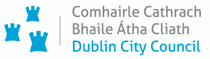 Comhairle Cathrach
Bhaile Átha Cliath
Dublin City Council